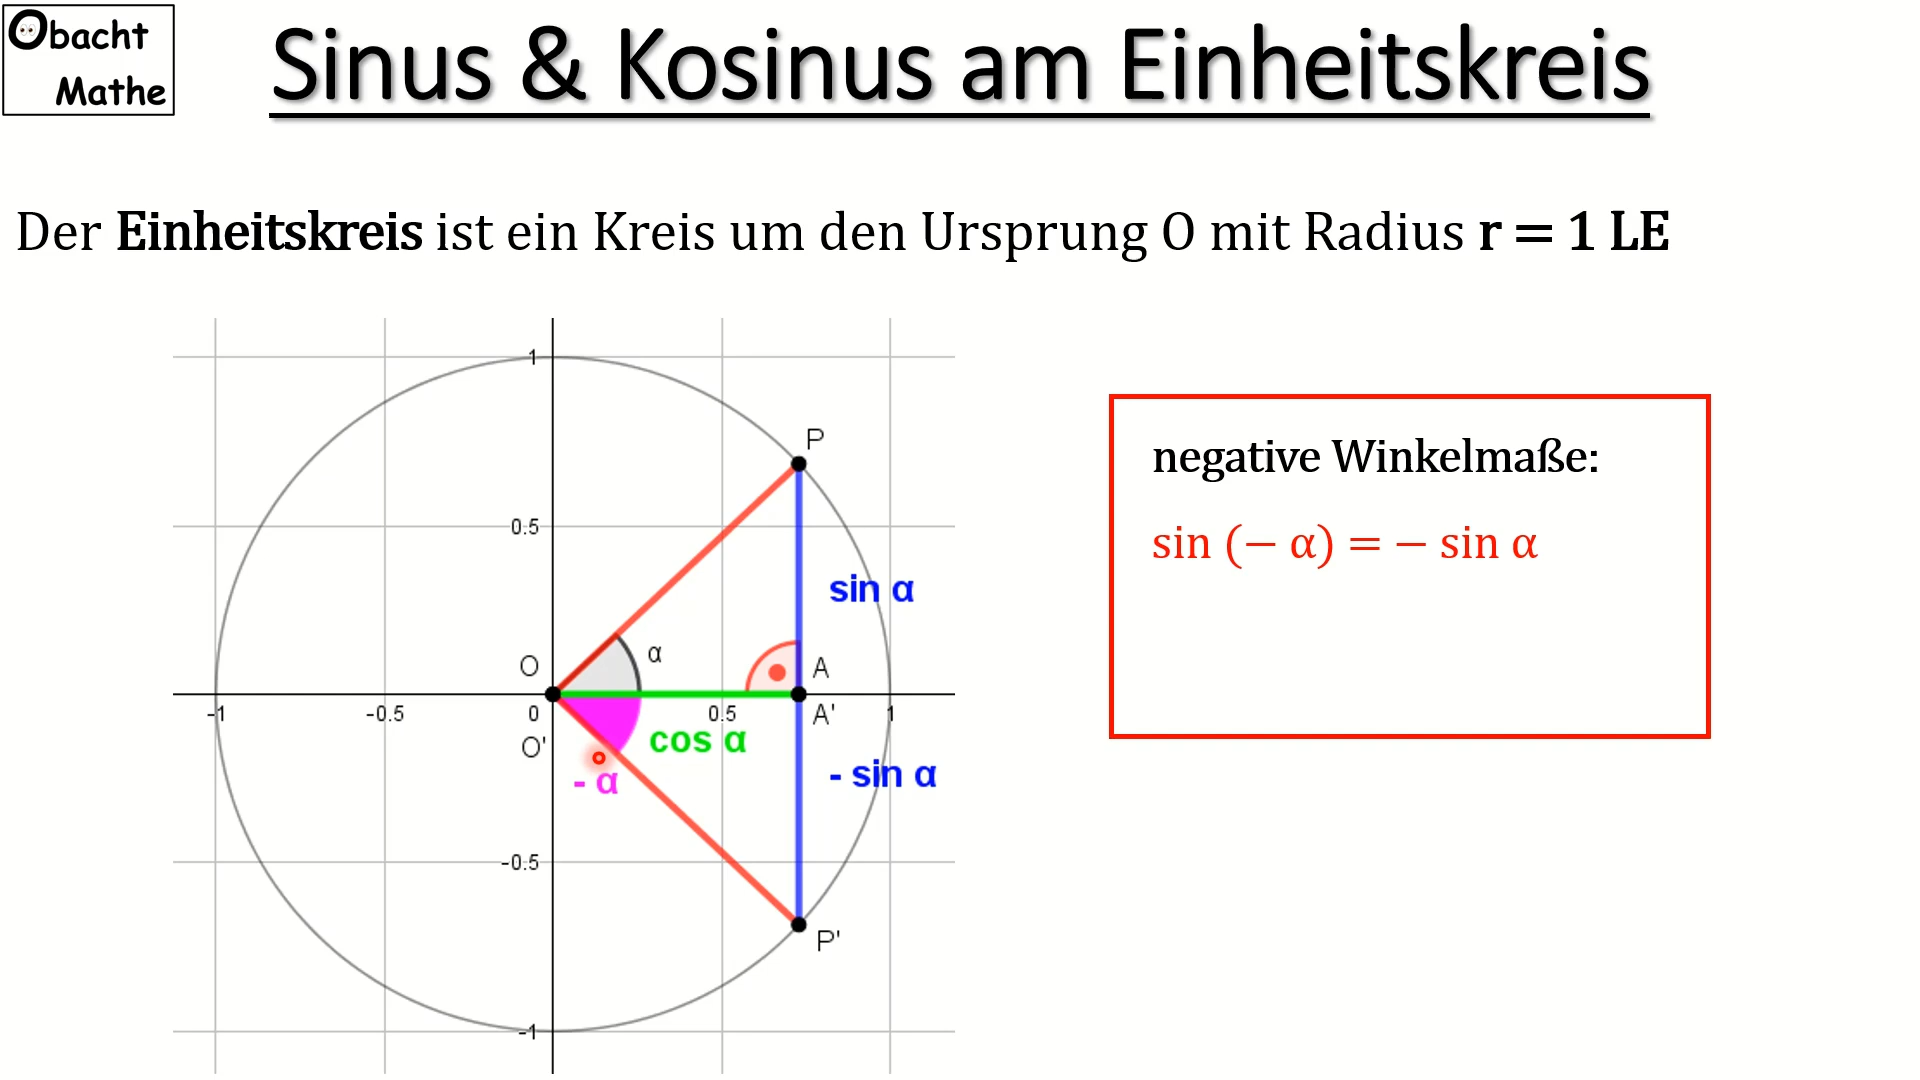 Obacht
Mathe
Sinus & Kosinus am Einheitskreis
Der Einheitskreis ist ein Kreis um den Ursprung O mit Radius r = 1 LE
1
P
0.5
sin α
α
O
A
-1
-0.5
0
0.5
A'
1
O'
cos α
- α
- sin α
-0.5
P'
-1
negative Winkelmaße:
sin (− α) = − sin α